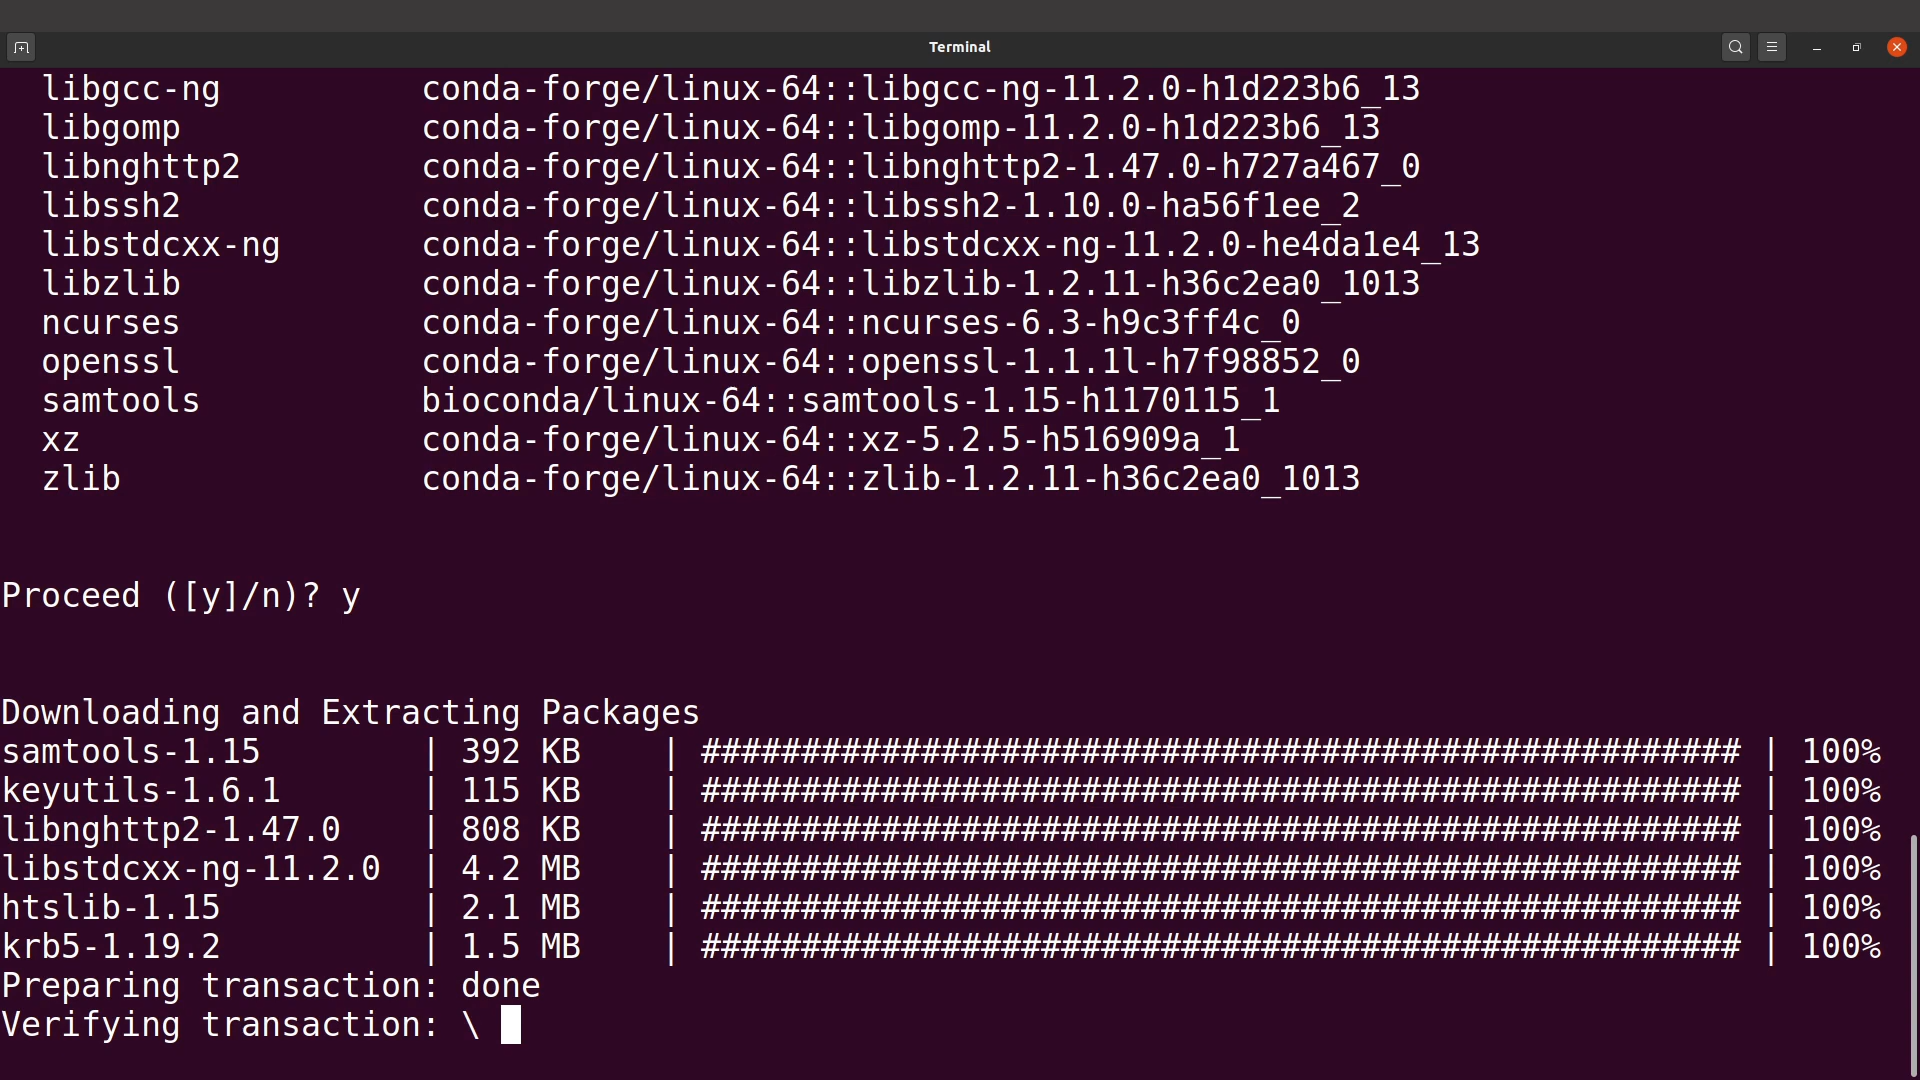 Terminal
libgcc-ng conda-forge/linux-64::libgcc-ng-11.2.0-h1d223b6_13
libgomp conda-forge/linux-64::libgomp-11.2.0-h1d223b6_13
libnghttp2 conda-forge/linux-64::libnghttp2-1.47.0-h727a467_0
libssh2 conda-forge/linux-64::libssh2-1.10.0-ha56f1ee_2
libstdcxx-ng conda-forge/linux-64::libstdcxx-ng-11.2.0-he4da1e4_13
libzlib conda-forge/linux-64::libzlib-1.2.11-h36c2ea0_1013
ncurses conda-forge/linux-64::ncurses-6.3-h9c3ff4c_0
openssl conda-forge/linux-64::openssl-1.1.1l-h7f98852_0
samtools bioconda/linux-64::samtools-1.15-h1170115_1
xz conda-forge/linux-64::xz-5.2.5-h516909a_1
zlib conda-forge/linux-64::zlib-1.2.11-h36c2ea0_1013
Proceed ([y]/n)? y
Downloading and Extracting Packages
samtools-1.15 | 392 KB | #################################################### | 100%
keyutils-1.6.1 | 115 KB | #################################################### | 100%
libnghttp2-1.47.0 | 808 KB | #################################################### | 100%
libstdcxx-ng-11.2.0 | 4.2 MB | #################################################### | 100%
htslib-1.15 | 2.1 MB | #################################################### | 100%
krb5-1.19.2 | 1.5 MB | #################################################### | 100%
Preparing transaction: done
Verifying transaction: \